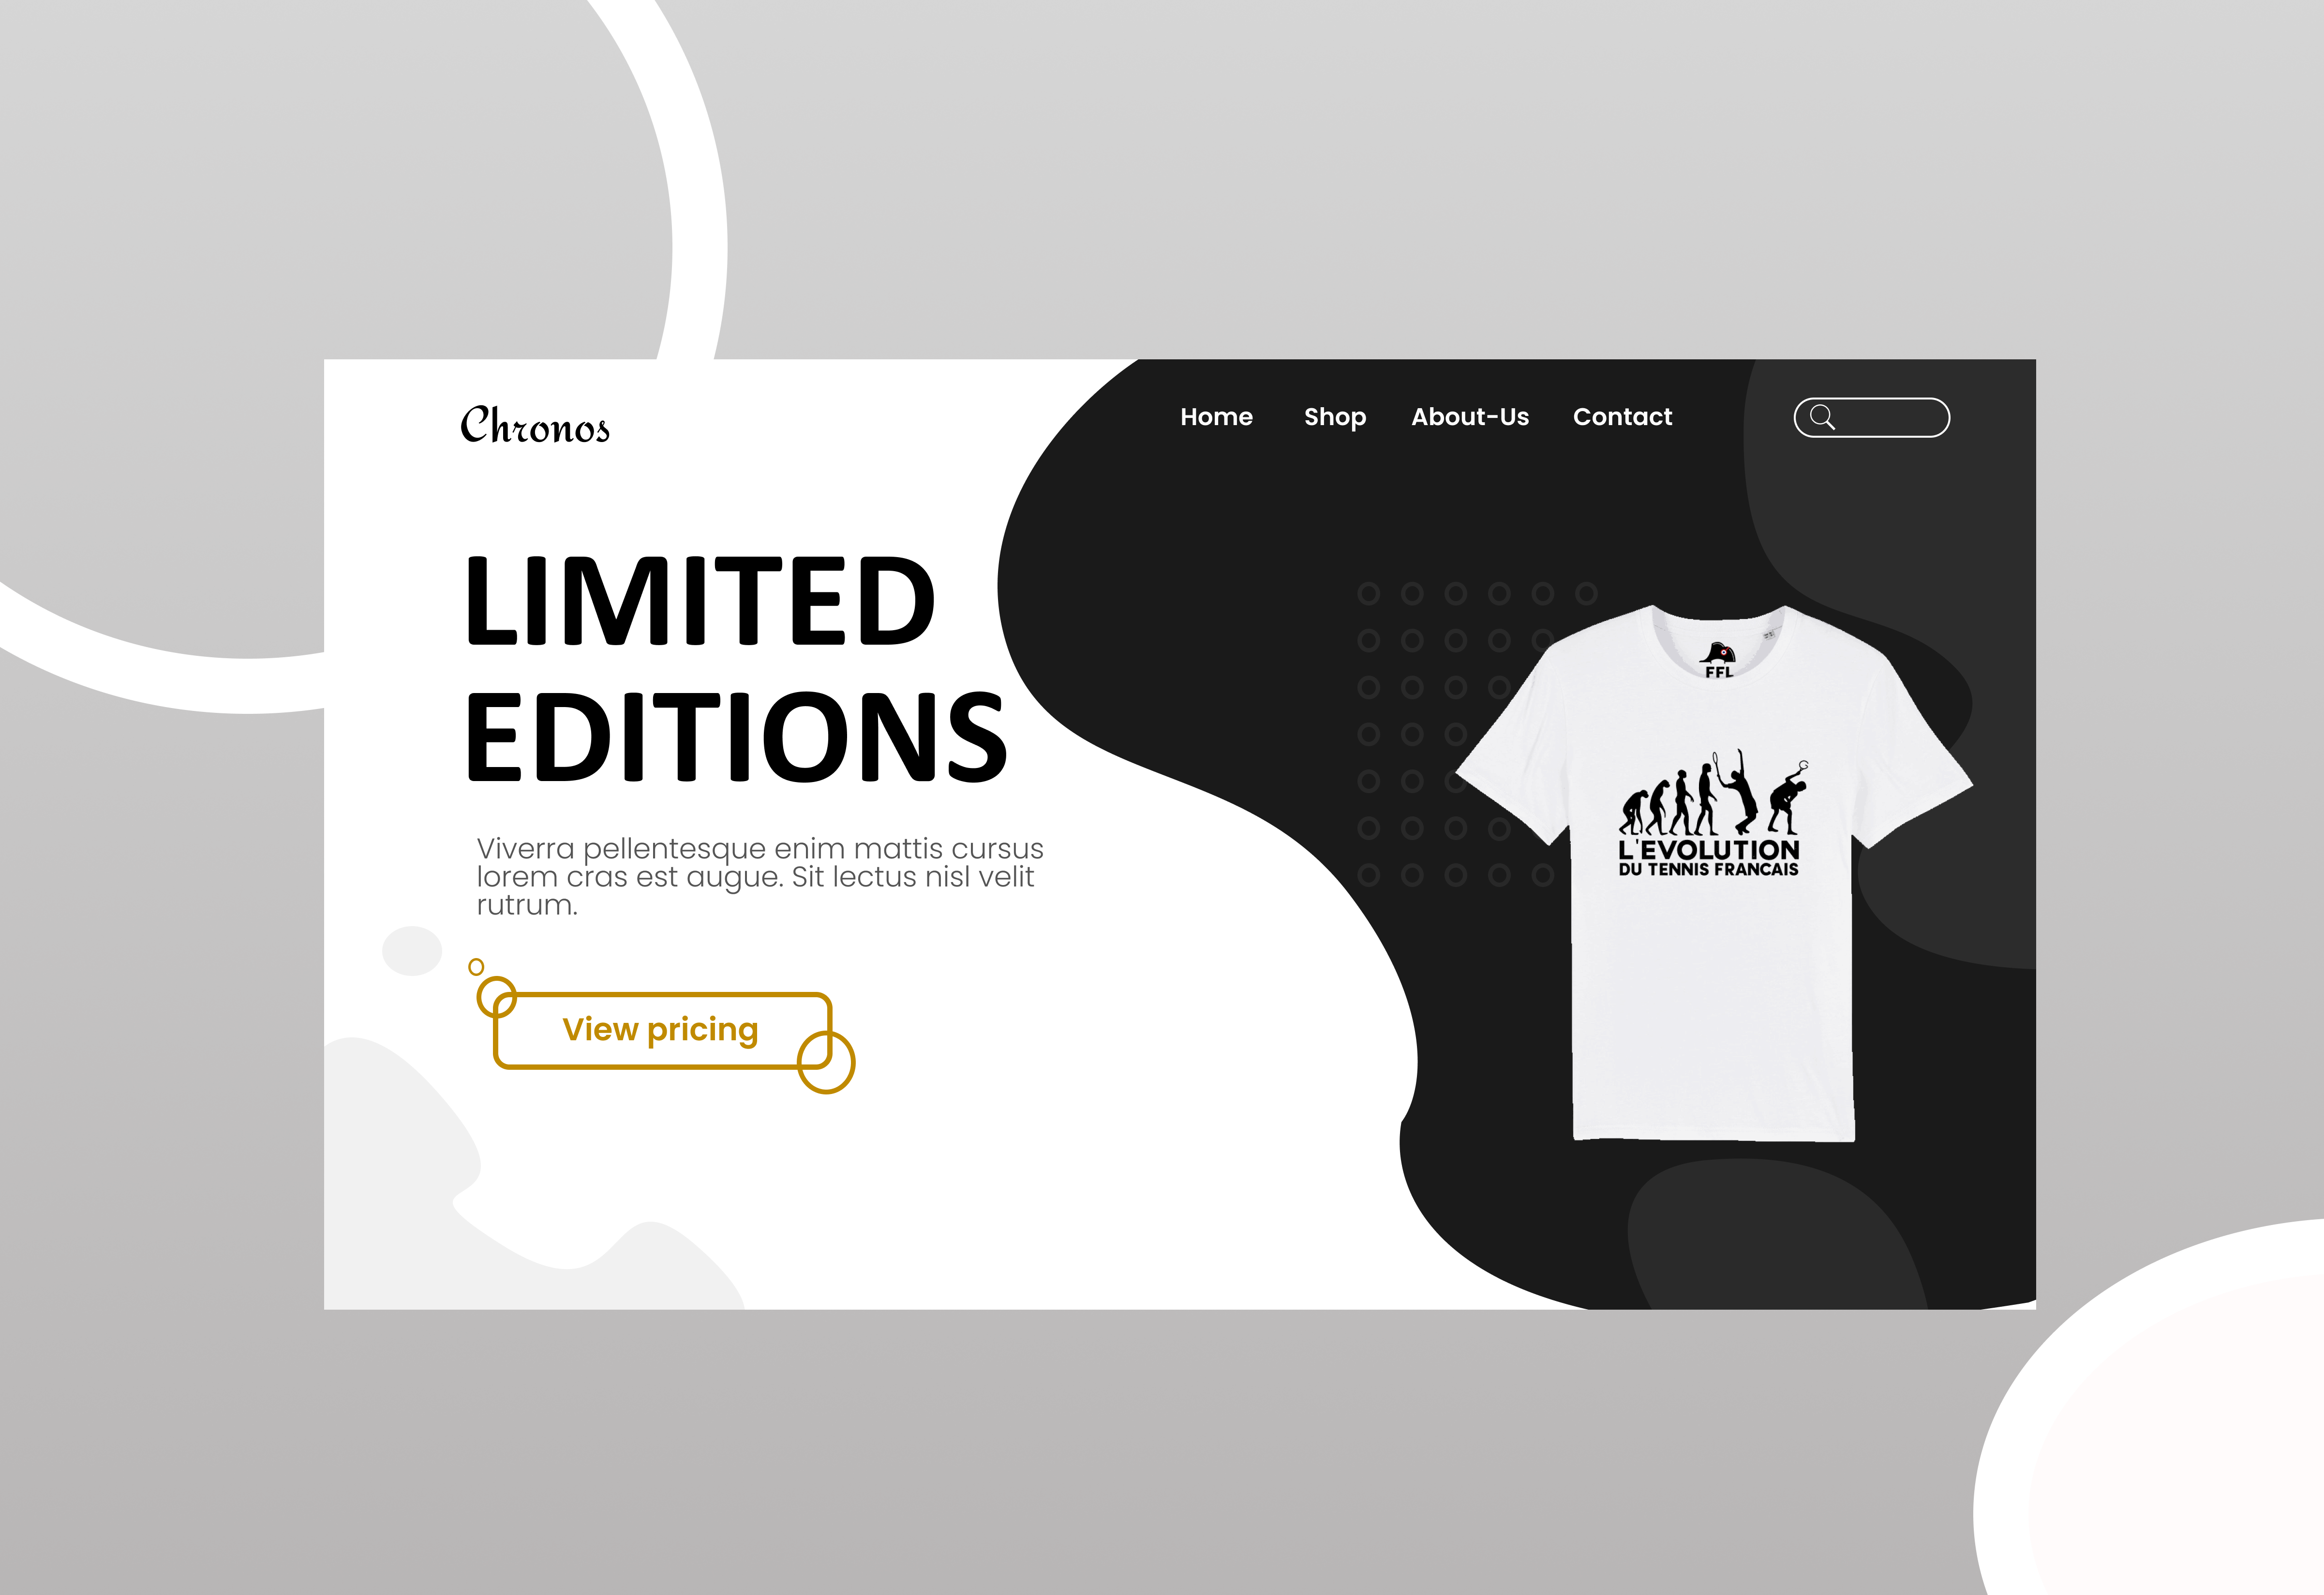 Chronos
Home Shop About-Us Contact
LIMITED
EDITIONS
Viverra pellentesque enim mattis cursus
lorem cras est augue. Sit lectus nisl velit
rutrum.
View pricing
FFL
L'EVOLUTION
DU TENNIS FRANCAIS